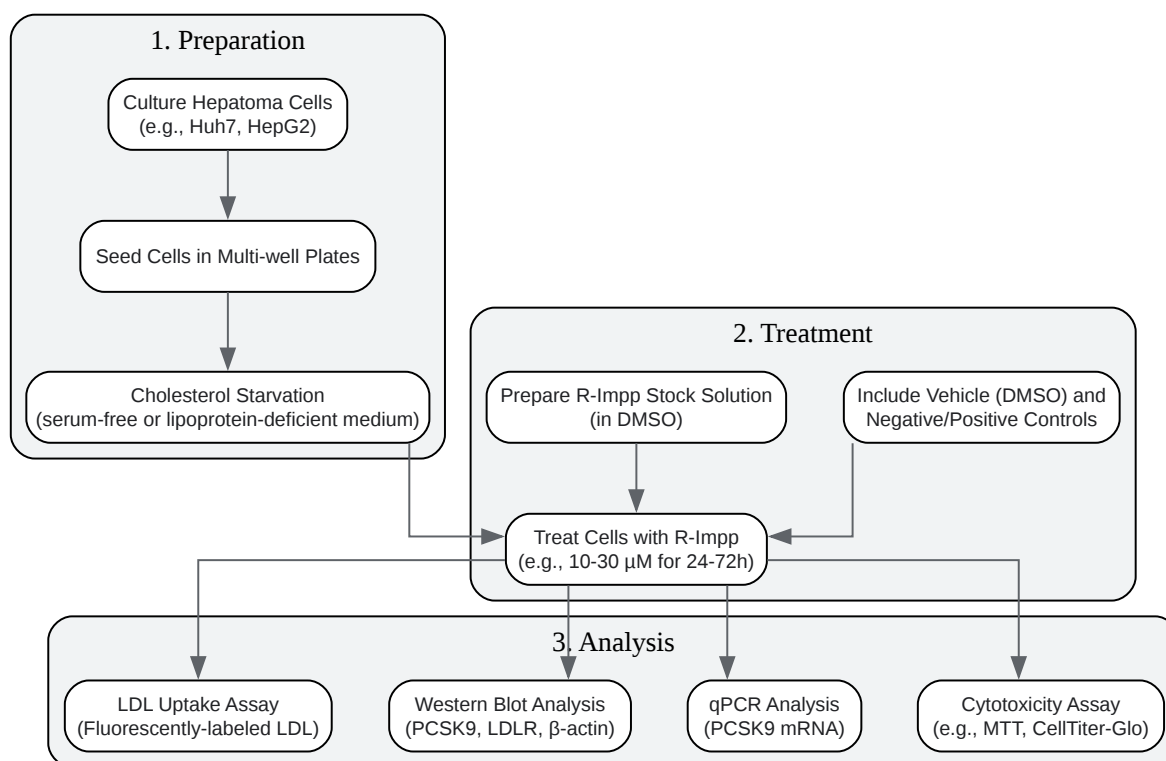 1. Preparation
Culture Hepatoma Cells
(e.g., Huh7, HepG2)
Seed Cells in Multi-well Plates
Cholesterol Starvation
(serum-free or lipoprotein-deficient medium)
2. Treatment
Prepare R-Impp Stock Solution
(in DMSO)
Include Vehicle (DMSO) and
Negative/Positive Controls
Treat Cells with R-Impp
(e.g., 10-30 µM for 24-72h)
3. Analysis
LDL Uptake Assay
(Fluorescently-labeled LDL)
Western Blot Analysis
(PCSK9, LDLR, β-actin)
qPCR Analysis
(PCSK9 mRNA)
Cytotoxicity Assay
(e.g., MTT, CellTiter-Glo)